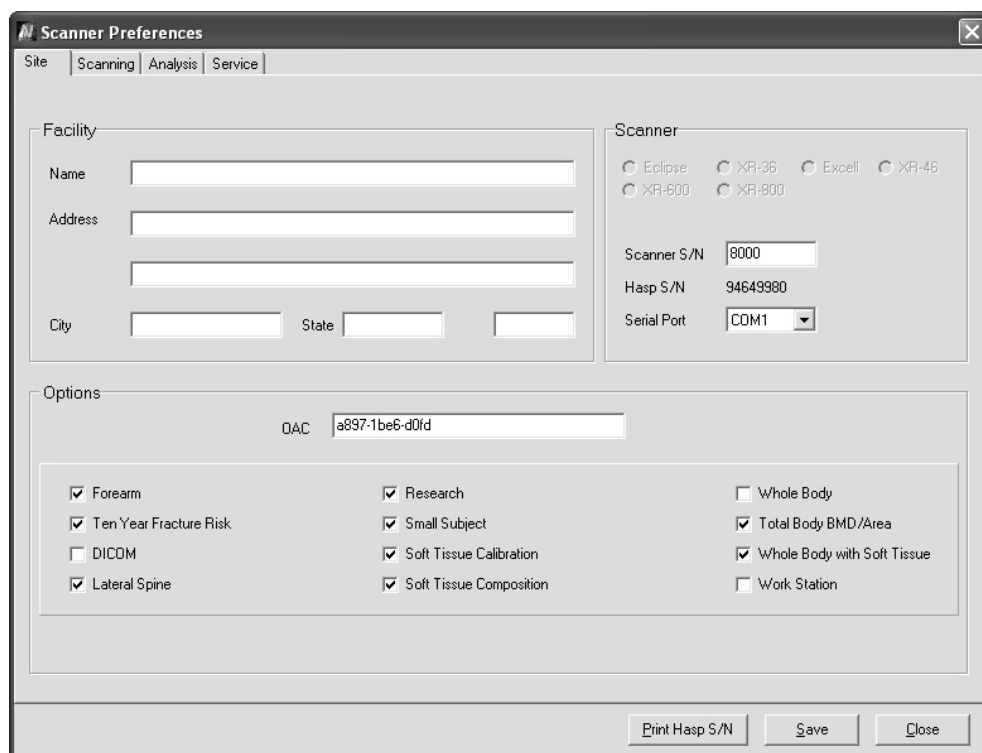 Scanner Preferences
Site Scanning Analysis Service
Facility
Name
Address
City State
Scanner
Eclipse XR-36 Excell XR-46
XR-600 XR-800
Scanner S/N 8000
Hasp S/N 94649980
Serial Port COM1
Options
OAC a897-1be6-d0fd
Forearm Research Whole Body
Ten Year Fracture Risk Small Subject Total Body BMD/Area
DICOM Soft Tissue Calibration Whole Body with Soft Tissue
Lateral Spine Soft Tissue Composition Work Station
Print Hasp S/N Save Close